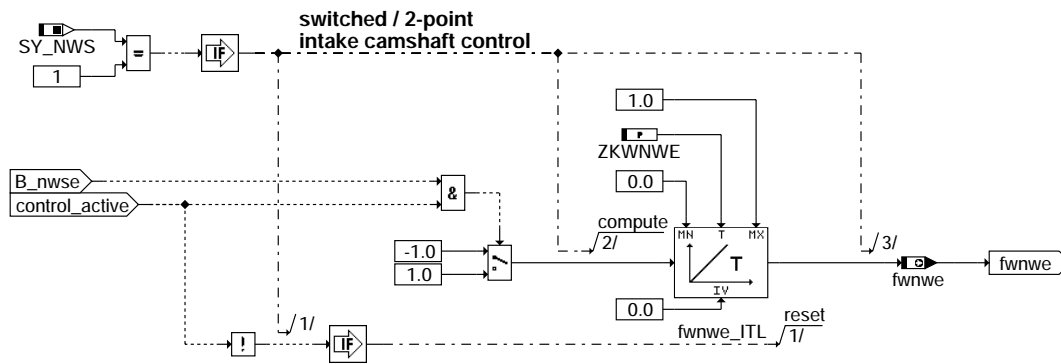 switched / 2-point
intake camshaft control
SY_NWS
1
=
IF
1.0
P
ZKWNWE
0.0
B_nwse
control_active
&
compute
2/
MN T MX
3/
-1.0
1.0
T
IV
fwnwe
fwnwe
0.0
1/
fwnwe_ITL
reset
1/
!
IF